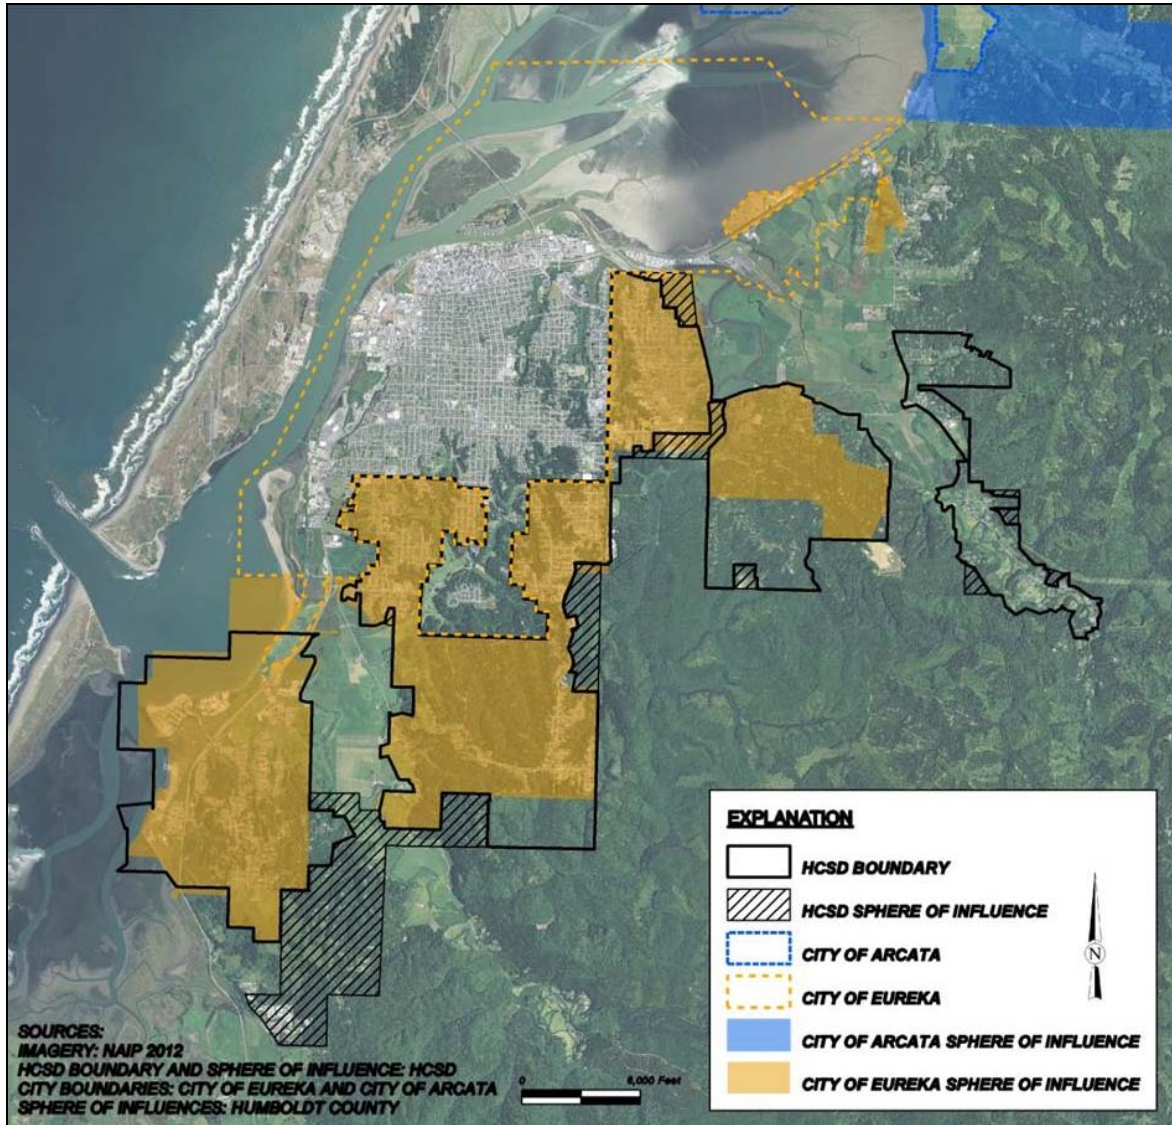 EXPLANATION
HCSD BOUNDARY
HCSD SPHERE OF INFLUENCE
CITY OF ARCATA
CITY OF EUREKA
CITY OF ARCATA SPHERE OF INFLUENCE
CITY OF EUREKA SPHERE OF INFLUENCE
N
SOURCES:
IMAGERY: NAIP 2012
HCSD BOUNDARY AND SPHERE OF INFLUENCE: HCSD
CITY BOUNDARIES: CITY OF EUREKA AND CITY OF ARCATA
SPHERE OF INFLUENCES: HUMBOLDT COUNTY
0 6,000 Feet